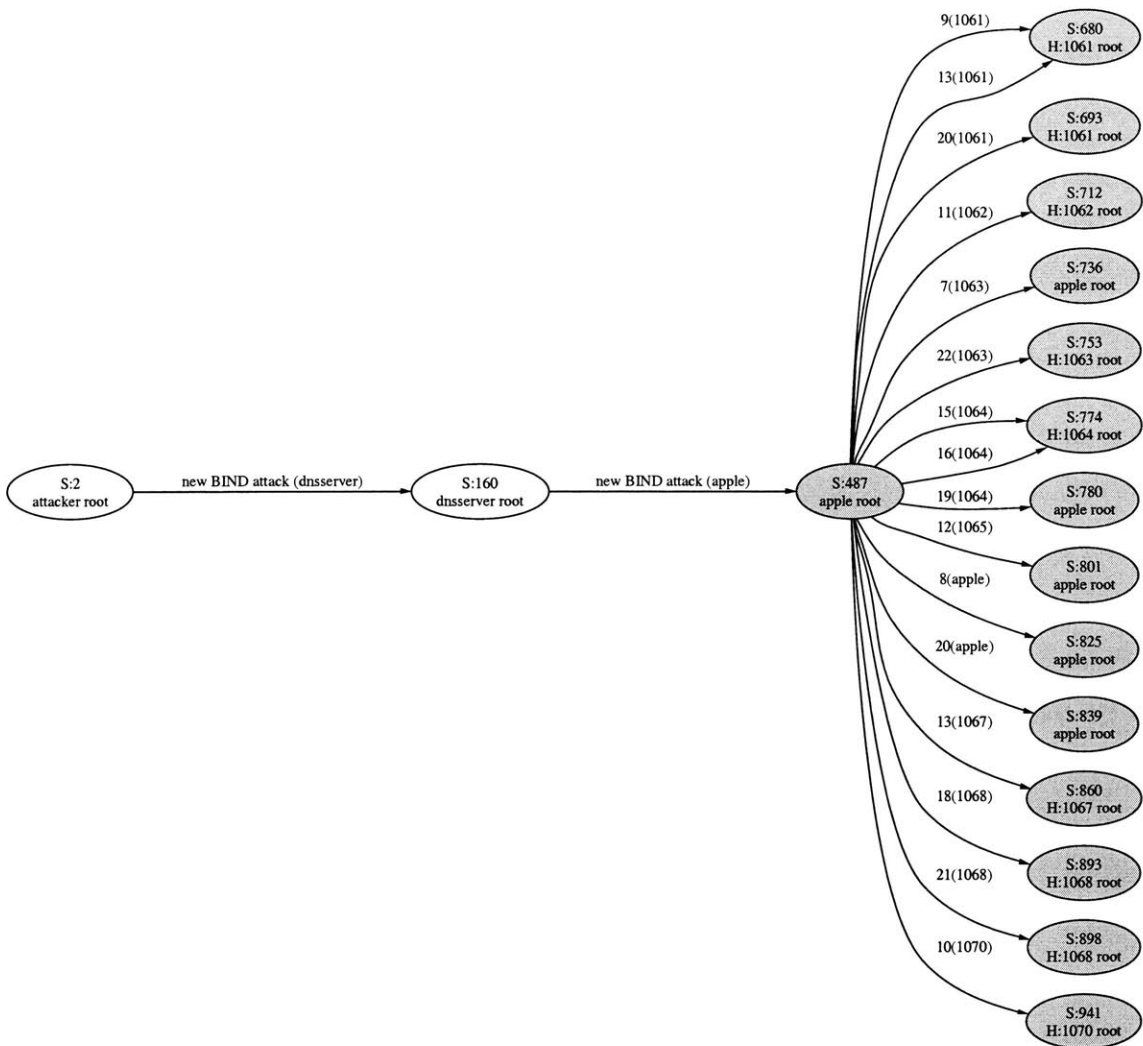 9(1061)
S:680
H:1061 root
13(1061)
20(1061)
S:693
H:1061 root
11(1062)
S:712
H:1062 root
7(1063)
S:736
apple root
22(1063)
S:753
H:1063 root
15(1064)
S:774
H:1064 root
16(1064)
S:2
attacker root
new BIND attack (dnsserver)
S:160
dnsserver root
new BIND attack (apple)
S:487
apple root
19(1064)
S:780
apple root
12(1065)
S:801
apple root
8(apple)
S:825
apple root
20(apple)
S:839
apple root
13(1067)
S:860
H:1067 root
18(1068)
S:893
H:1068 root
21(1068)
S:898
H:1068 root
10(1070)
S:941
H:1070 root